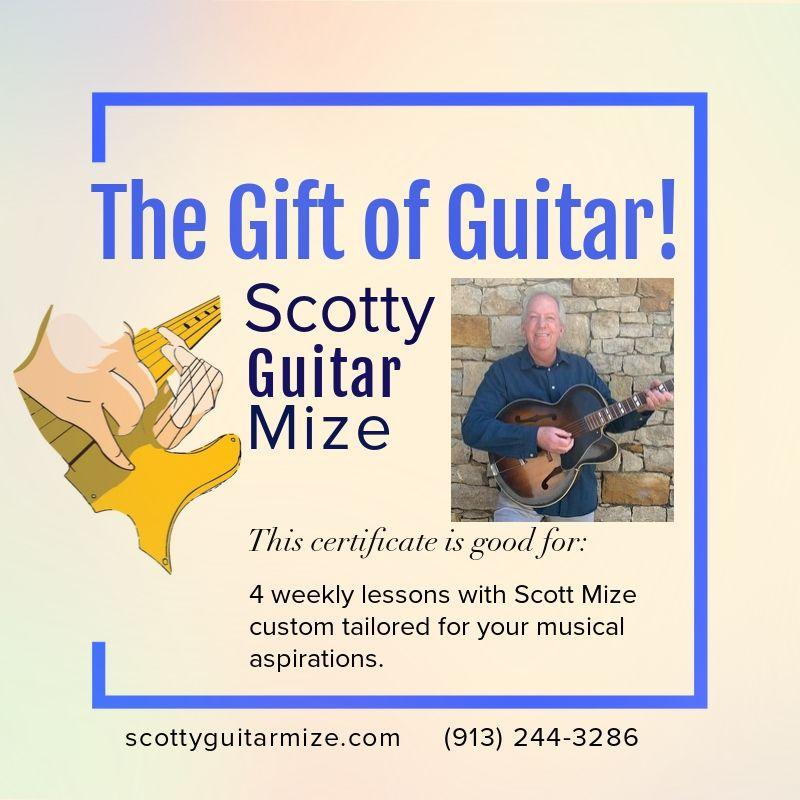 The Gift of Guitar!
Scotty
Guitar
Mize
This certificate is good for:
4 weekly lessons with Scott Mize
custom tailored for your musical
aspirations.
scottyguitarmize.com (913) 244-3286